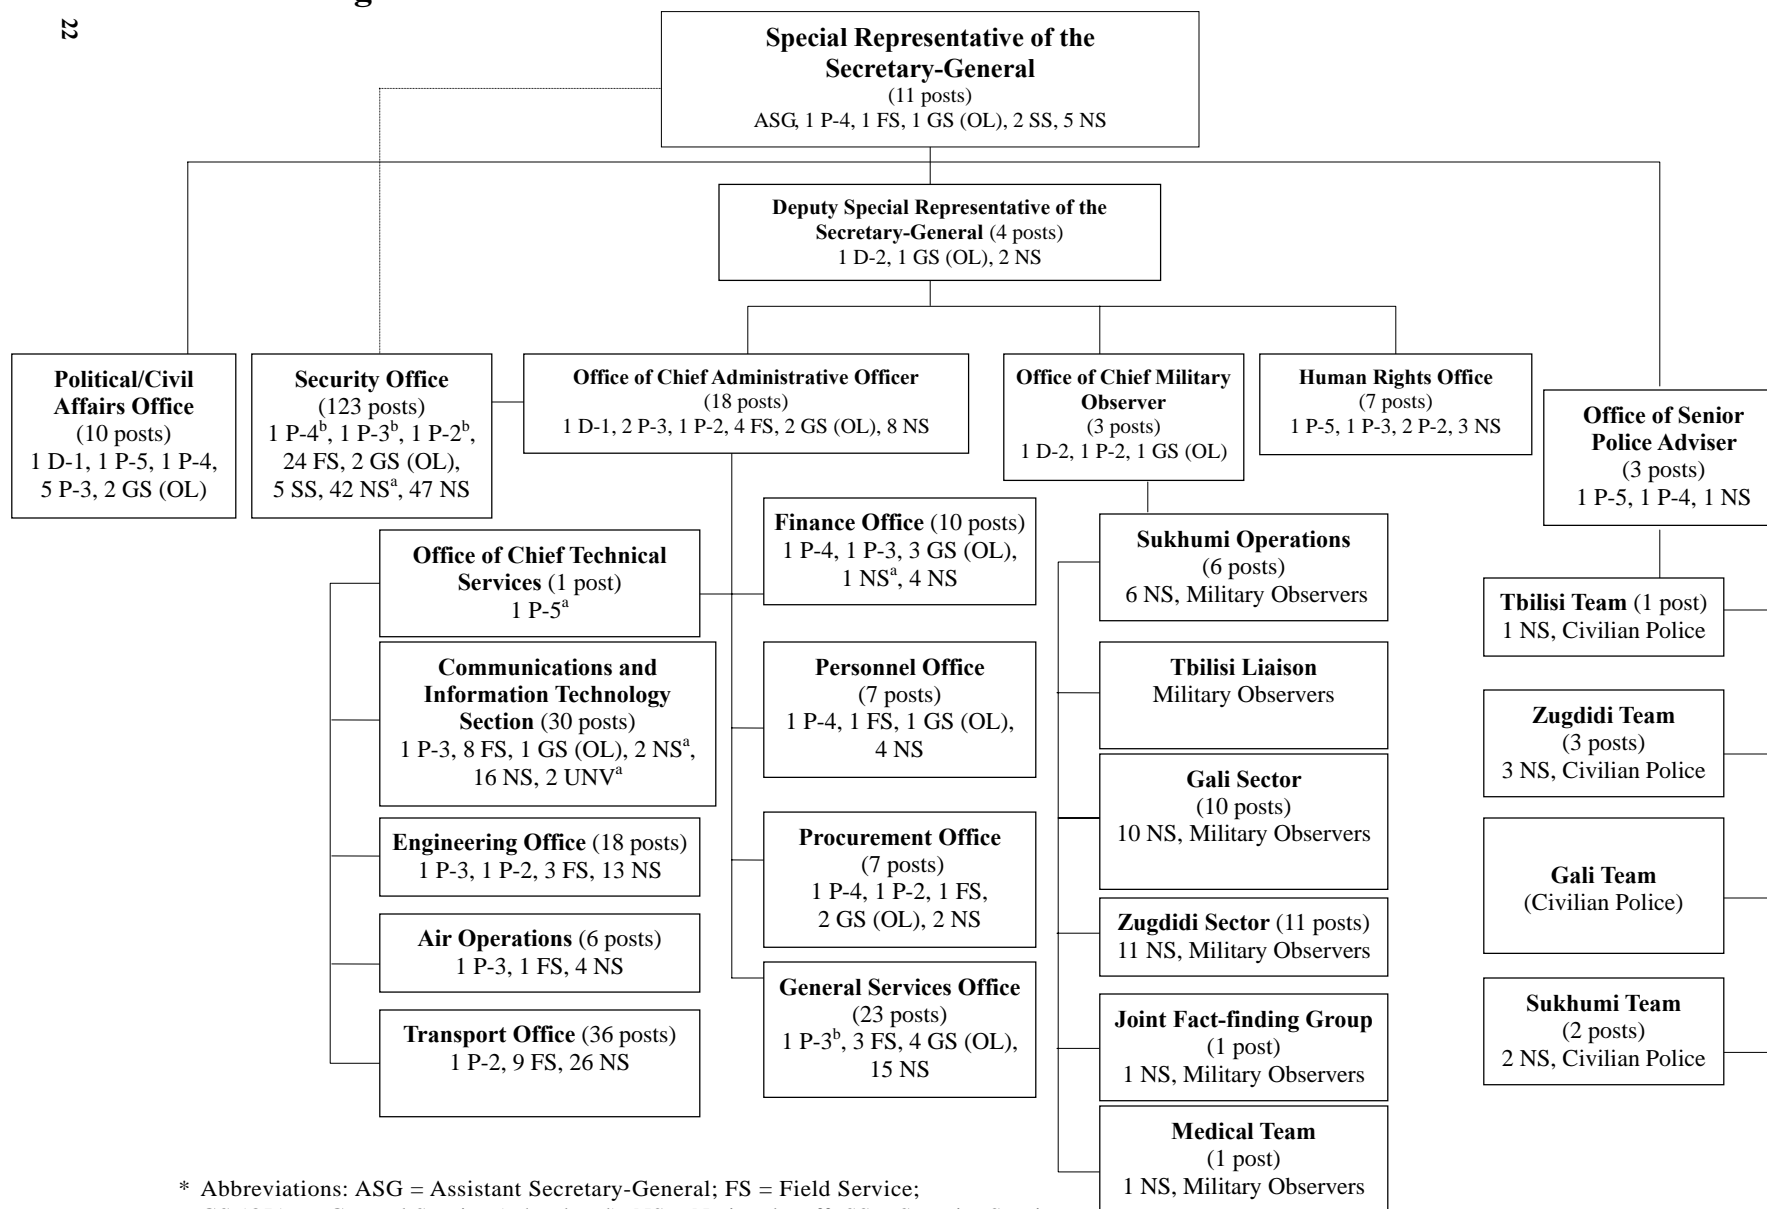 22
Special Representative of the
Secretary-General
(11 posts)
ASG, 1 P-4, 1 FS, 1 GS (OL), 2 SS, 5 NS
Deputy Special Representative of the
Secretary-General (4 posts)
1 D-2, 1 GS (OL), 2 NS
Political/Civil
Affairs Office
(10 posts)
1 D-1, 1 P-5, 1 P-4,
5 P-3, 2 GS (OL)
Security Office
(123 posts)
1 P-4b, 1 P-3b, 1 P-2b,
24 FS, 2 GS (OL),
5 SS, 42 NSa, 47 NS
Office of Chief Administrative Officer
(18 posts)
1 D-1, 2 P-3, 1 P-2, 4 FS, 2 GS (OL), 8 NS
Office of Chief Military
Observer
(3 posts)
1 D-2, 1 P-2, 1 GS (OL)
Human Rights Office
(7 posts)
1 P-5, 1 P-3, 2 P-2, 3 NS
Office of Senior
Police Adviser
(3 posts)
1 P-5, 1 P-4, 1 NS
Office of Chief Technical
Services (1 post)
1 P-5a
Communications and
Information Technology
Section (30 posts)
1 P-3, 8 FS, 1 GS (OL), 2 NSa,
16 NS, 2 UNVa
Engineering Office (18 posts)
1 P-3, 1 P-2, 3 FS, 13 NS
Air Operations (6 posts)
1 P-3, 1 FS, 4 NS
Transport Office (36 posts)
1 P-2, 9 FS, 26 NS
Finance Office (10 posts)
1 P-4, 1 P-3, 3 GS (OL),
1 NSa, 4 NS
Personnel Office
(7 posts)
1 P-4, 1 FS, 1 GS (OL),
4 NS
Procurement Office
(7 posts)
1 P-4, 1 P-2, 1 FS,
2 GS (OL), 2 NS
General Services Office
(23 posts)
1 P-3b, 3 FS, 4 GS (OL),
15 NS
Sukhumi Operations
(6 posts)
6 NS, Military Observers
Tbilisi Liaison
Military Observers
Gali Sector
(10 posts)
10 NS, Military Observers
Zugdidi Sector (11 posts)
11 NS, Military Observers
Joint Fact-finding Group
(1 post)
1 NS, Military Observers
Medical Team
(1 post)
1 NS, Military Observers
Tbilisi Team (1 post)
1 NS, Civilian Police
Zugdidi Team
(3 posts)
3 NS, Civilian Police
Gali Team
(Civilian Police)
Sukhumi Team
(2 posts)
2 NS, Civilian Police
* Abbreviations: ASG = Assistant Secretary-General; FS = Field Service;